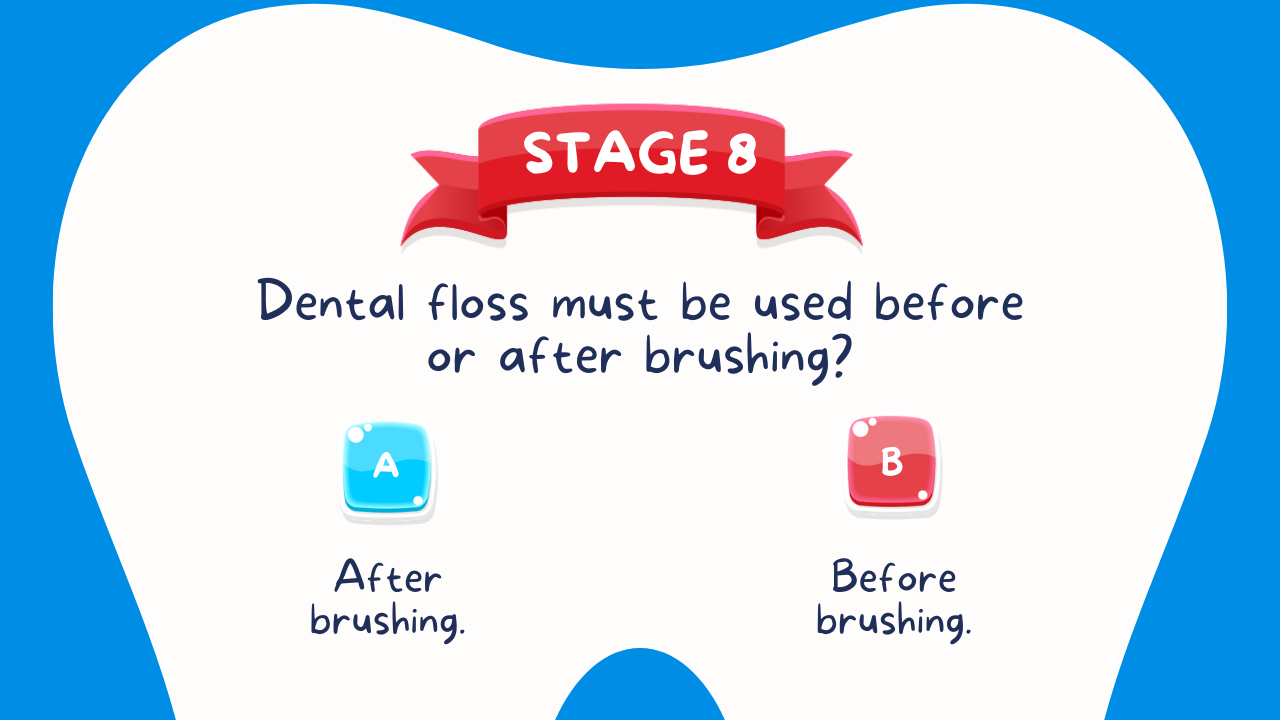 STAGE 8
Dental floss must be used before
or after brushing?
A
B
After
brushing.
Before
brushing.